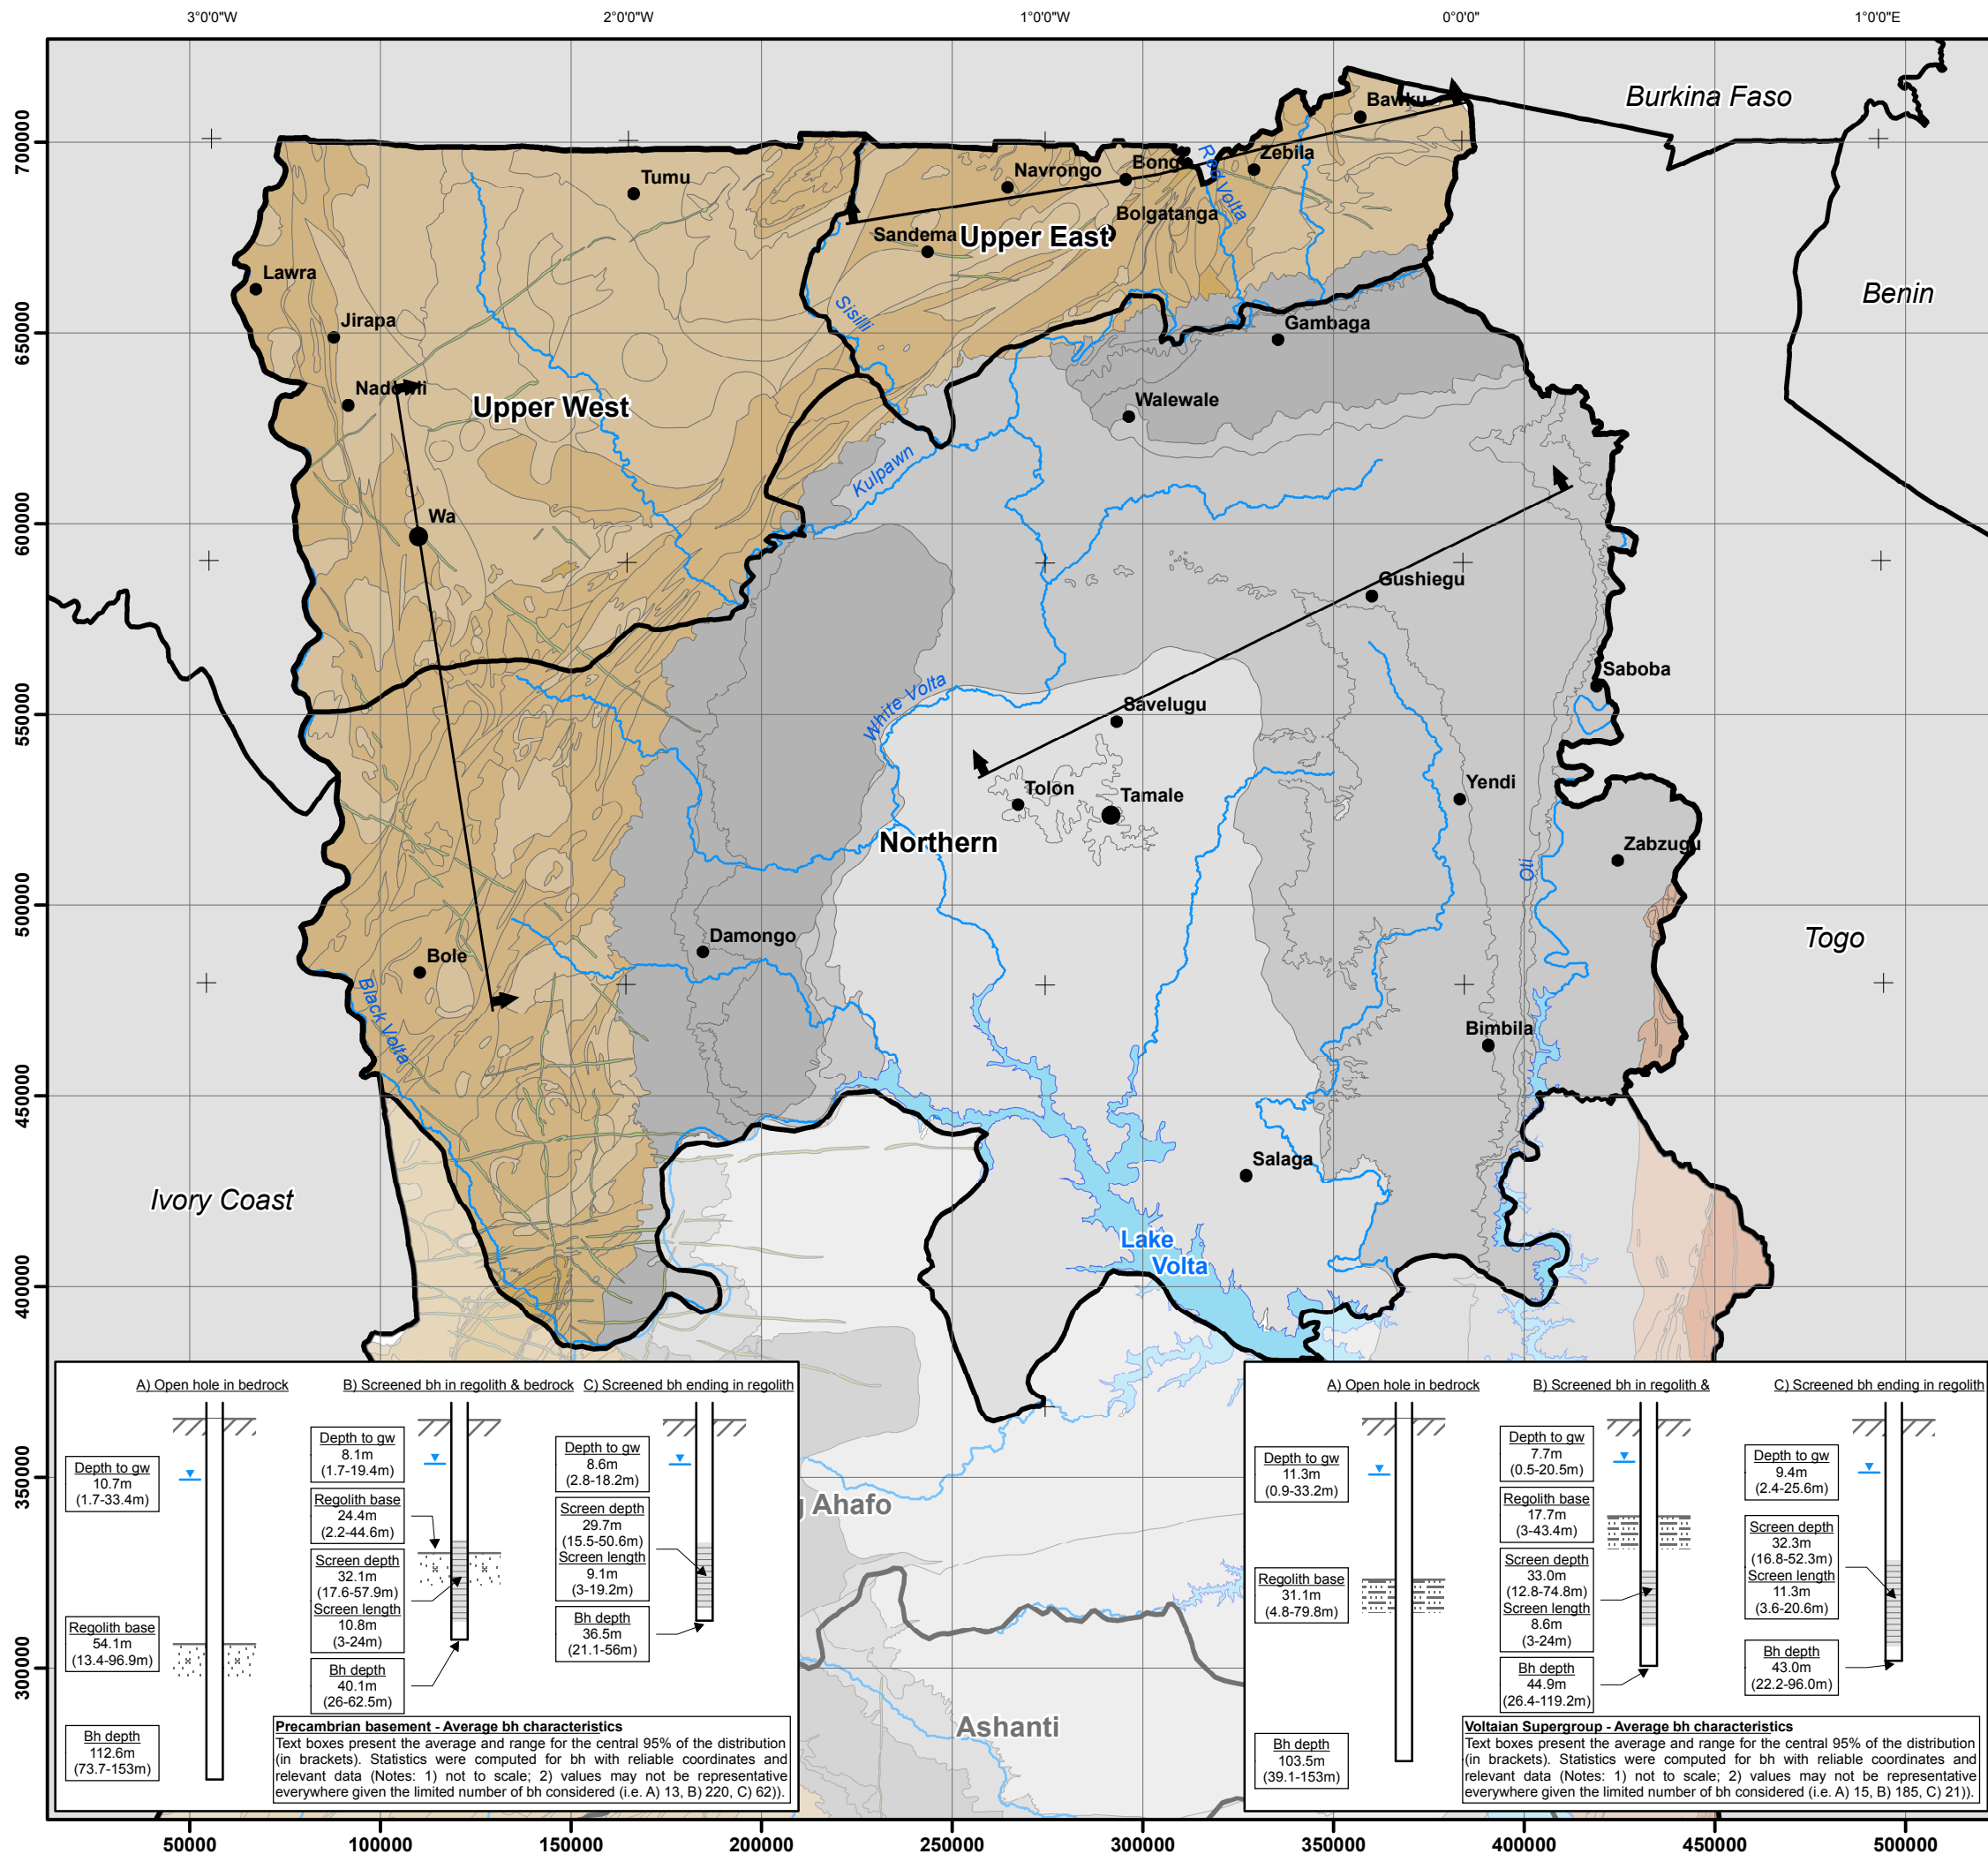 3°0'0"W 2°0'0"W 1°0'0"W 0°0'0" 1°0'0"E
700000
650000
600000
550000
500000
450000
400000
350000
300000
Burkina Faso
Benin
Togo
Ivory Coast
Bawku
Zebila
Bongo
Navrongo
Tumu
Red Volta
Bolgatanga
Sandema
Upper East
Lawra
Jirapa
Sisilli
Gambaga
Nadowli
Upper West
Walewale
Kulpawn
Wa
Gushiegu
Saboba
White Volta
Savelugu
Tolon
Tamale
Yendi
Northern
Zabzugu
Oti
Damongo
Bole
Black Volta
Bimbila
Salaga
Lake
Volta
Ahafo
Ashanti
A) Open hole in bedrock
Depth to gw
10.7m
(1.7-33.4m)
Regolith base
54.1m
(13.4-96.9m)
Bh depth
112.6m
(73.7-153m)
B) Screened bh in regolith & bedrock
Depth to gw
8.1m
(1.7-19.4m)
Regolith base
24.4m
(2.2-44.6m)
Screen depth
32.1m
(17.6-57.9m)
Screen length
10.8m
(3-24m)
Bh depth
40.1m
(26-62.5m)
C) Screened bh ending in regolith
Depth to gw
8.6m
(2.8-18.2m)
Screen depth
29.7m
(15.5-50.6m)
Screen length
9.1m
(3-19.2m)
Bh depth
36.5m
(21.1-56m)
Precambrian basement - Average bh characteristics
Text boxes present the average and range for the central 95% of the distribution
(in brackets). Statistics were computed for bh with reliable coordinates and
relevant data (Notes: 1) not to scale; 2) values may not be representative
everywhere given the limited number of bh considered (i.e. A) 13, B) 220, C) 62)).
A) Open hole in bedrock
Depth to gw
11.3m
(0.9-33.2m)
Regolith base
31.1m
(4.8-79.8m)
Bh depth
103.5m
(39.1-153m)
B) Screened bh in regolith &
Depth to gw
7.7m
(0.5-20.5m)
Regolith base
17.7m
(3-43.4m)
Screen depth
33.0m
(12.8-74.8m)
Screen length
8.6m
(3-24m)
Bh depth
44.9m
(26.4-119.2m)
C) Screened bh ending in regolith
Depth to gw
9.4m
(2.4-25.6m)
Screen depth
32.3m
(16.8-52.3m)
Screen length
11.3m
(3.6-20.6m)
Bh depth
43.0m
(22.2-96.0m)
Voltaian Supergroup - Average bh characteristics
Text boxes present the average and range for the central 95% of the distribution
(in brackets). Statistics were computed for bh with reliable coordinates and
relevant data (Notes: 1) not to scale; 2) values may not be representative
everywhere given the limited number of bh considered (i.e. A) 15, B) 185, C) 21)).
50000 100000 150000 200000 250000 300000 350000 400000 450000 500000